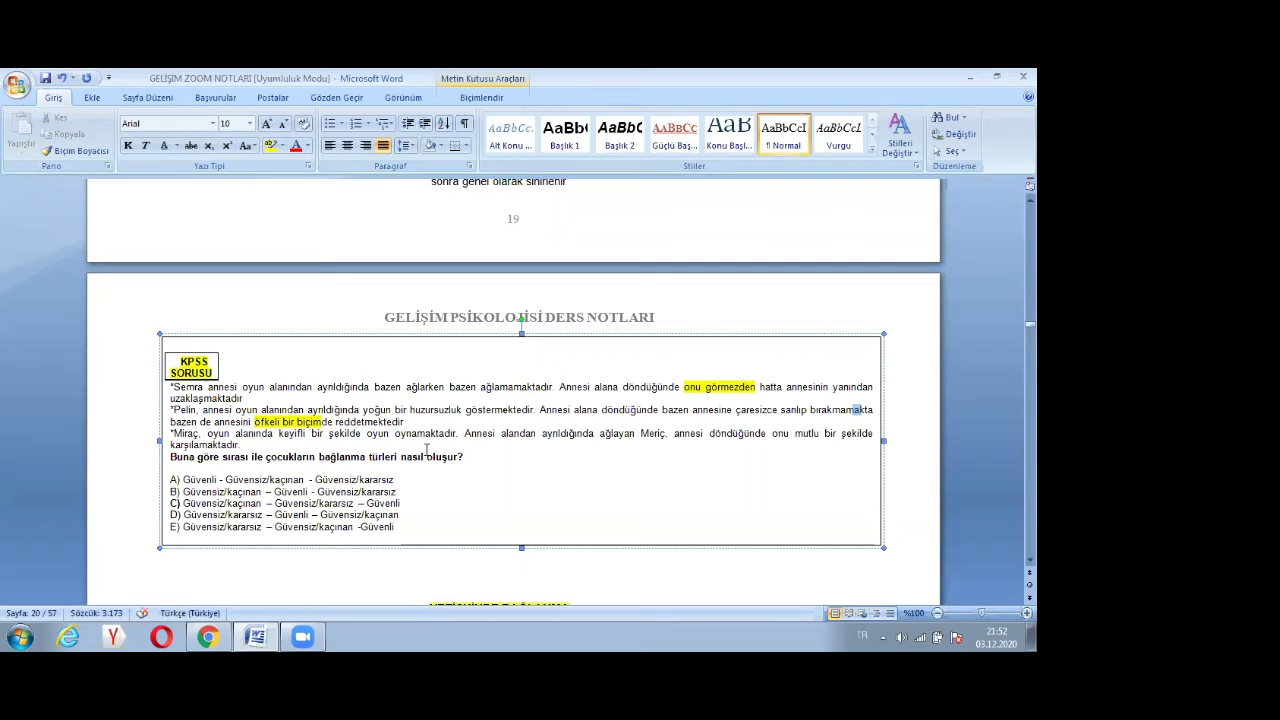 GELİŞİM ZOOM NOTLARI [Uyumluluk Modu] - Microsoft Word
Metin Kutusu Araçları
Giriş Ekle Sayfa Düzeni Başvurular Postalar Gözden Geçir Görünüm Biçimlendir
Yapıştır
Kes
Kopyala
Biçim Boyacısı
Pano
Arial 10
Yazı Tipi
Paragraf
AaBbCc. AaBbC AaBbC AABBCC AaB AaBbCcI AaBbCcL
Alt Konu ... Başlık 1 Başlık 2 Güçlü Baş... Konu Başl... ¶ Normal Vurgu
Stiller
Stilleri Değiştir
Bul
Değiştir
Seç
Düzenleme
sonra genel olarak sinirlenir
19
GELİŞİM PSİKOLOJİSİ DERS NOTLARI
KPSS
SORUSU
*Semra annesi oyun alanından ayrıldığında bazen ağlarken bazen ağlamamaktadır. Annesi alana döndüğünde onu görmezden hatta annesinin yanından
uzaklaşmaktadır
*Pelin, annesi oyun alanından ayrıldığında yoğun bir huzursuzluk göstermektedir. Annesi alana döndüğünde bazen annesine çaresizce sarılıp bırakmamakta
bazen de annesini öfkeli bir biçimde reddetmektedir
*Miraç, oyun alanında keyifli bir şekilde oyun oynamaktadır. Annesi alandan ayrıldığında ağlayan Meriç, annesi döndüğünde onu mutlu bir şekilde
karşılamaktadır.
Buna göre sırası ile çocukların bağlanma türleri nasıl oluşur?
A) Güvenli - Güvensiz/kaçınan - Güvensiz/kararsız
B) Güvensiz/kaçınan – Güvenli - Güvensiz/kararsız
C) Güvensiz/kaçınan – Güvensiz/kararsız – Güvenli
D) Güvensiz/kararsız – Güvenli – Güvensiz/kaçınan
E) Güvensiz/kararsız – Güvensiz/kaçınan -Güvenli
Sayfa: 20 / 57 Sözcük: 3.173 Türkçe (Türkiye) %100
TR 21:52
03.12.2020